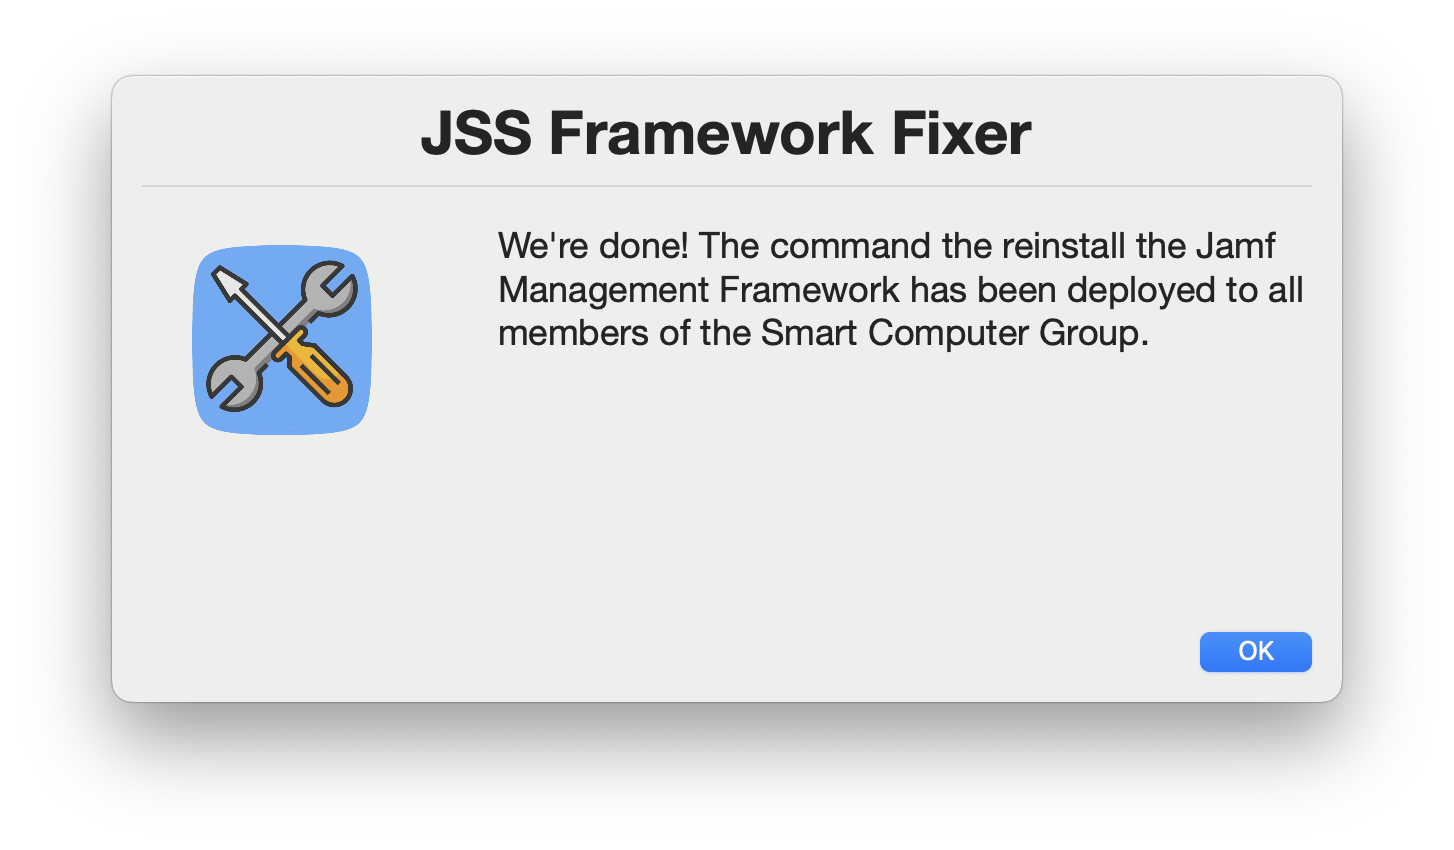 JSS Framework Fixer
We're done! The command the reinstall the Jamf
Management Framework has been deployed to all
members of the Smart Computer Group.
OK